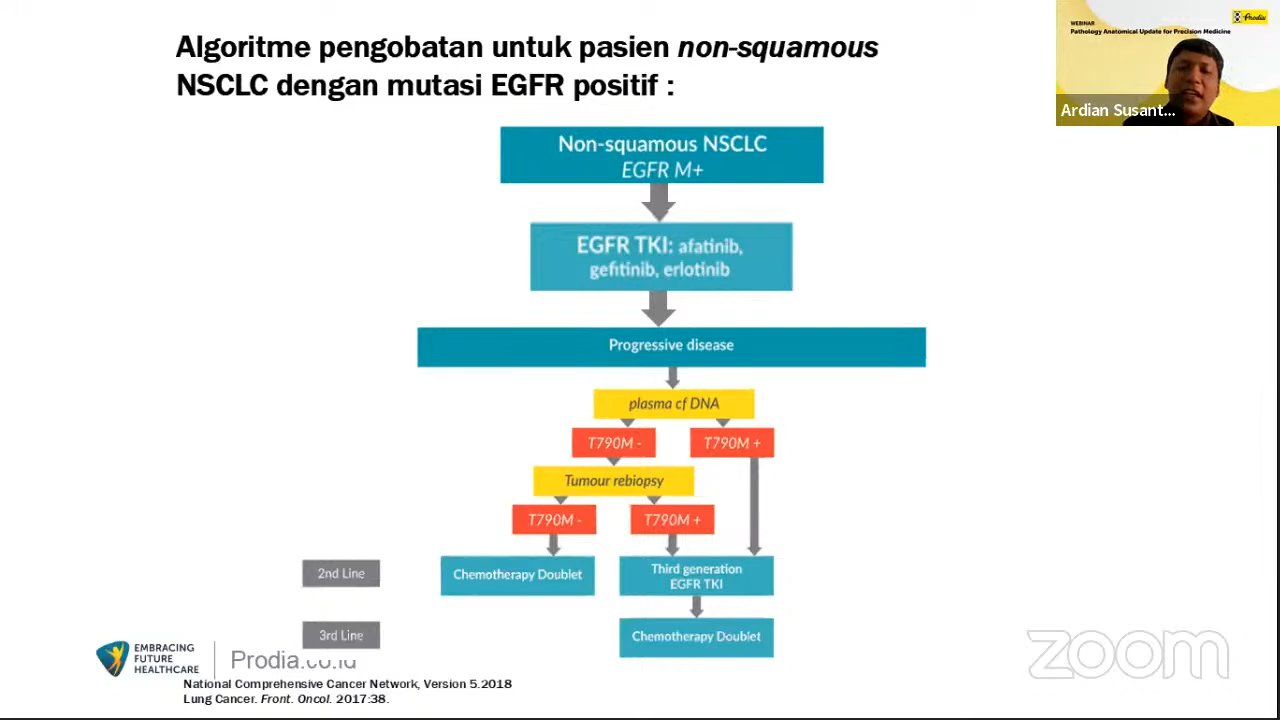 Algoritme pengobatan untuk pasien non-squamous
NSCLC dengan mutasi EGFR positif :
WEBINAR
Pathology Anatomical Update for Precision Medicine
Prodia
Ardian Susant...
Non-squamous NSCLC
EGFR M+
EGFR TKI: afatinib,
gefitinib, erlotinib
Progressive disease
plasma cf DNA
T790M -
T790M +
Tumour rebiopsy
T790M -
T790M +
2nd Line
Chemotherapy Doublet
Third generation
EGFR TKI
3rd Line
Chemotherapy Doublet
EMBRACING
FUTURE
HEALTHCARE
Prodia.co.id
zoom
National Comprehensive Cancer Network, Version 5.2018
Lung Cancer. Front. Oncol. 2017:38.